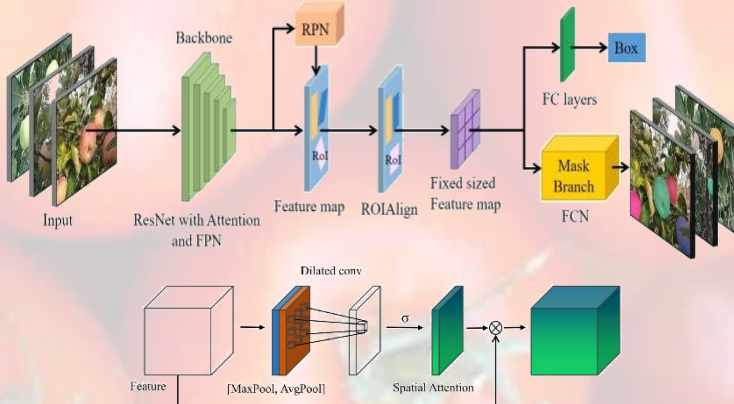 RPN
Backbone
Box
FC layers
RoI
RoI
Mask
Branch
Input
ResNet with Attention
and FPN
Feature map
ROIAlign
Fixed sized
Feature map
FCN
Dilated conv
σ
Feature
[MaxPool, AvgPool]
Spatial Attention